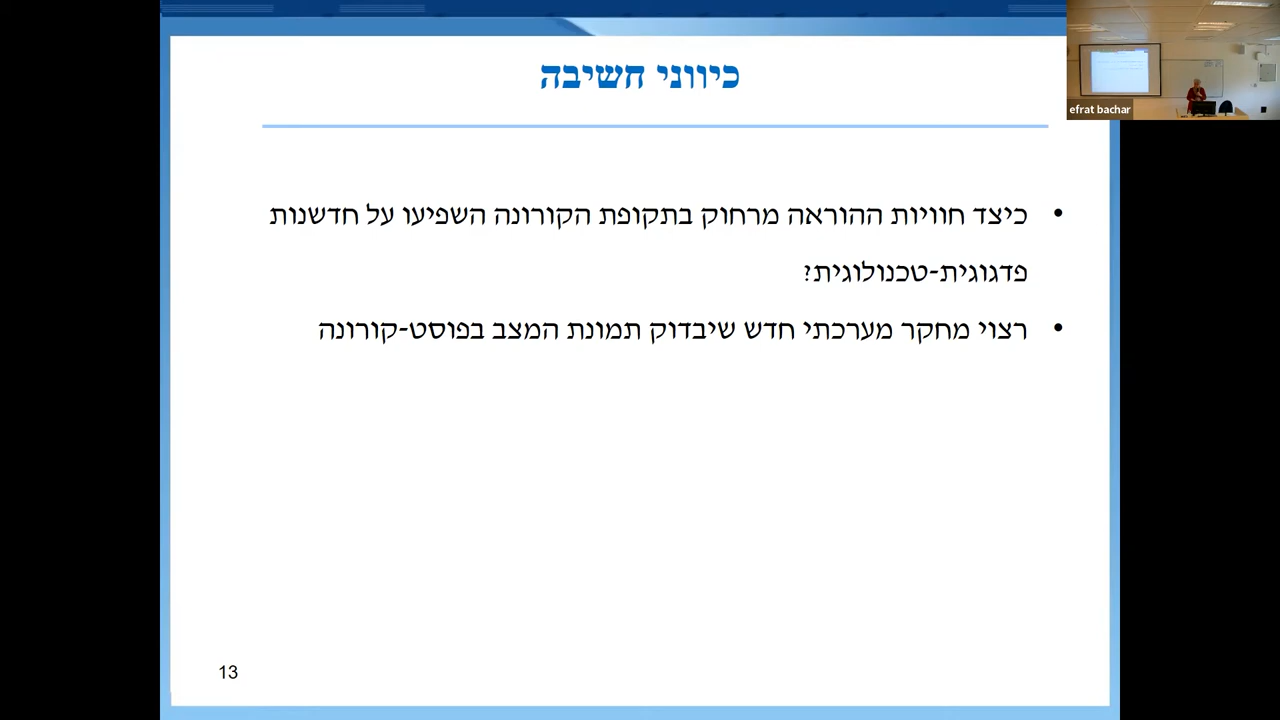 כיווני חשיבה
כיצד חוויות ההוראה מרחוק בתקופת הקורונה השפיעו על חדשנות
פדגוגית-טכנולוגית?
רצוי מחקר מערכתי חדש שיבדוק תמונת המצב בפוסט-קורונה
13
efrat bachar